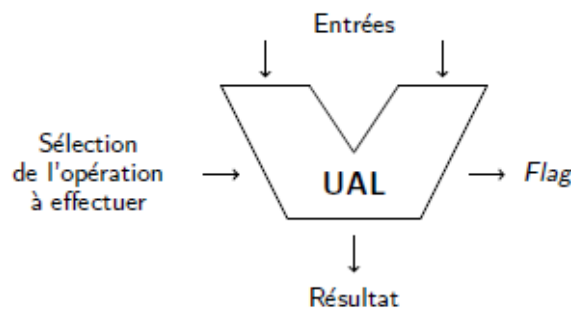 Entrées
Sélection
de l'opération
à effectuer
UAL
Flag
Résultat